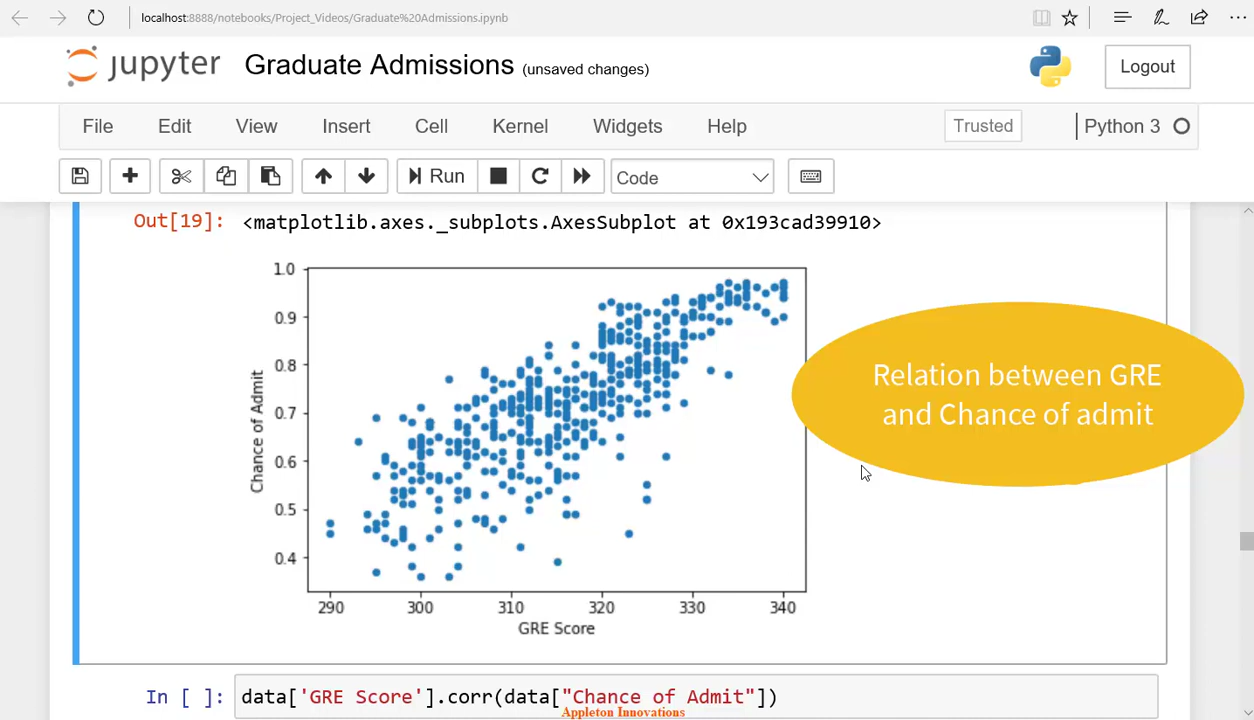 localhost:8888/notebooks/Project_Videos/Graduate%20Admissions.ipynb
jupyter Graduate Admissions (unsaved changes) Logout
File Edit View Insert Cell Kernel Widgets Help Trusted Python 3
Run Code
Out[19]: <matplotlib.axes._subplots.AxesSubplot at 0x193cad39910>
1.0
0.9
0.8
0.7
0.6
0.5
0.4
Chance of Admit
290 300 310 320 330 340
GRE Score
Relation between GRE
and Chance of admit
In [ ]: data['GRE Score'].corr(data["Chance of Admit"])
Appleton Innovations